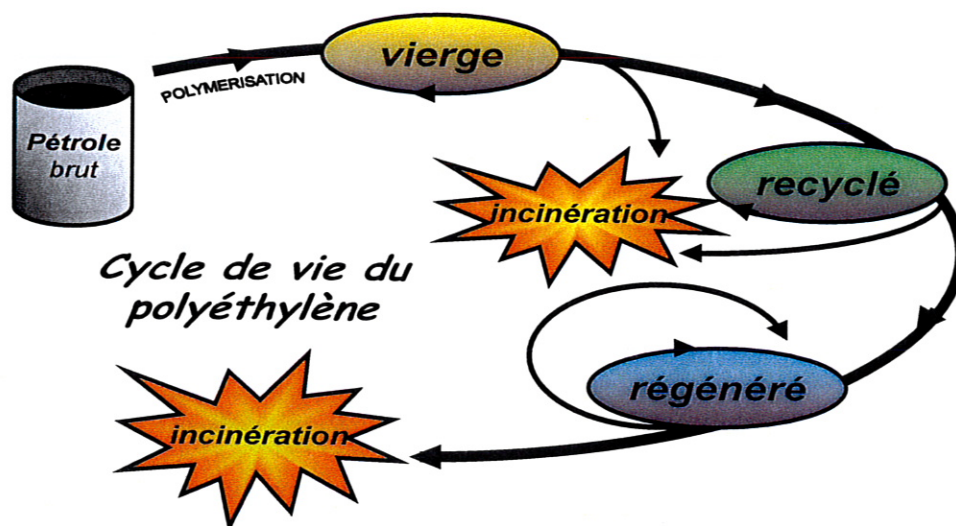 vierge
POLYMERISATION
Pétrole
brut
recyclé
incinération
Cycle de vie du
polyéthylène
régénéré
incinération